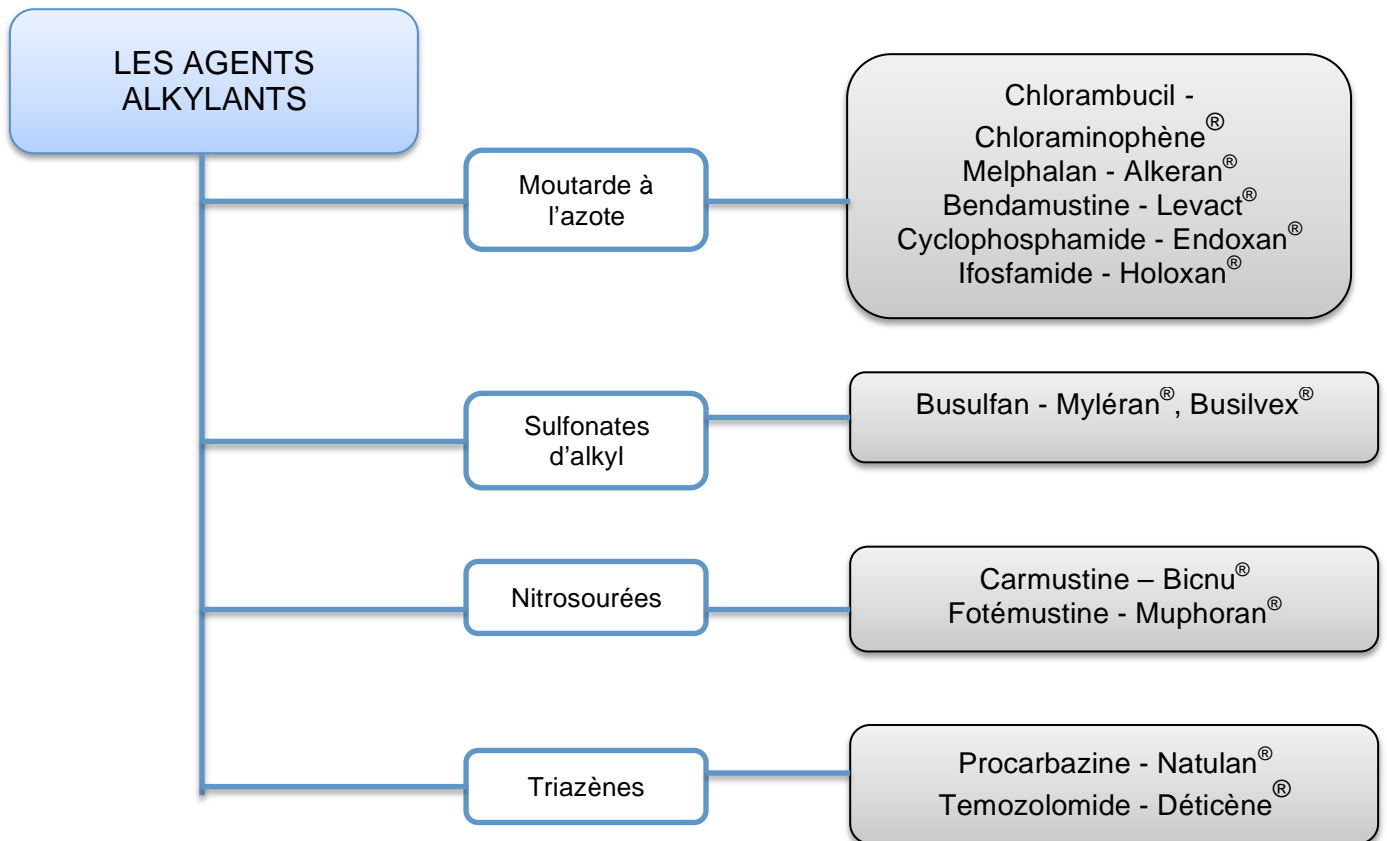 LES AGENTS
ALKYLANTS
Moutarde à
l’azote
Chlorambucil -
Chloraminophène®
Melphalan - Alkeran®
Bendamustine - Levact®
Cyclophosphamide - Endoxan®
Ifosfamide - Holoxan®
Sulfonates
d’alkyl
Busulfan - Myléran®, Busilvex®
Nitrosourées
Carmustine – Bicnu®
Fotémustine - Muphoran®
Triazènes
Procarbazine - Natulan®
Temozolomide - Déticène®